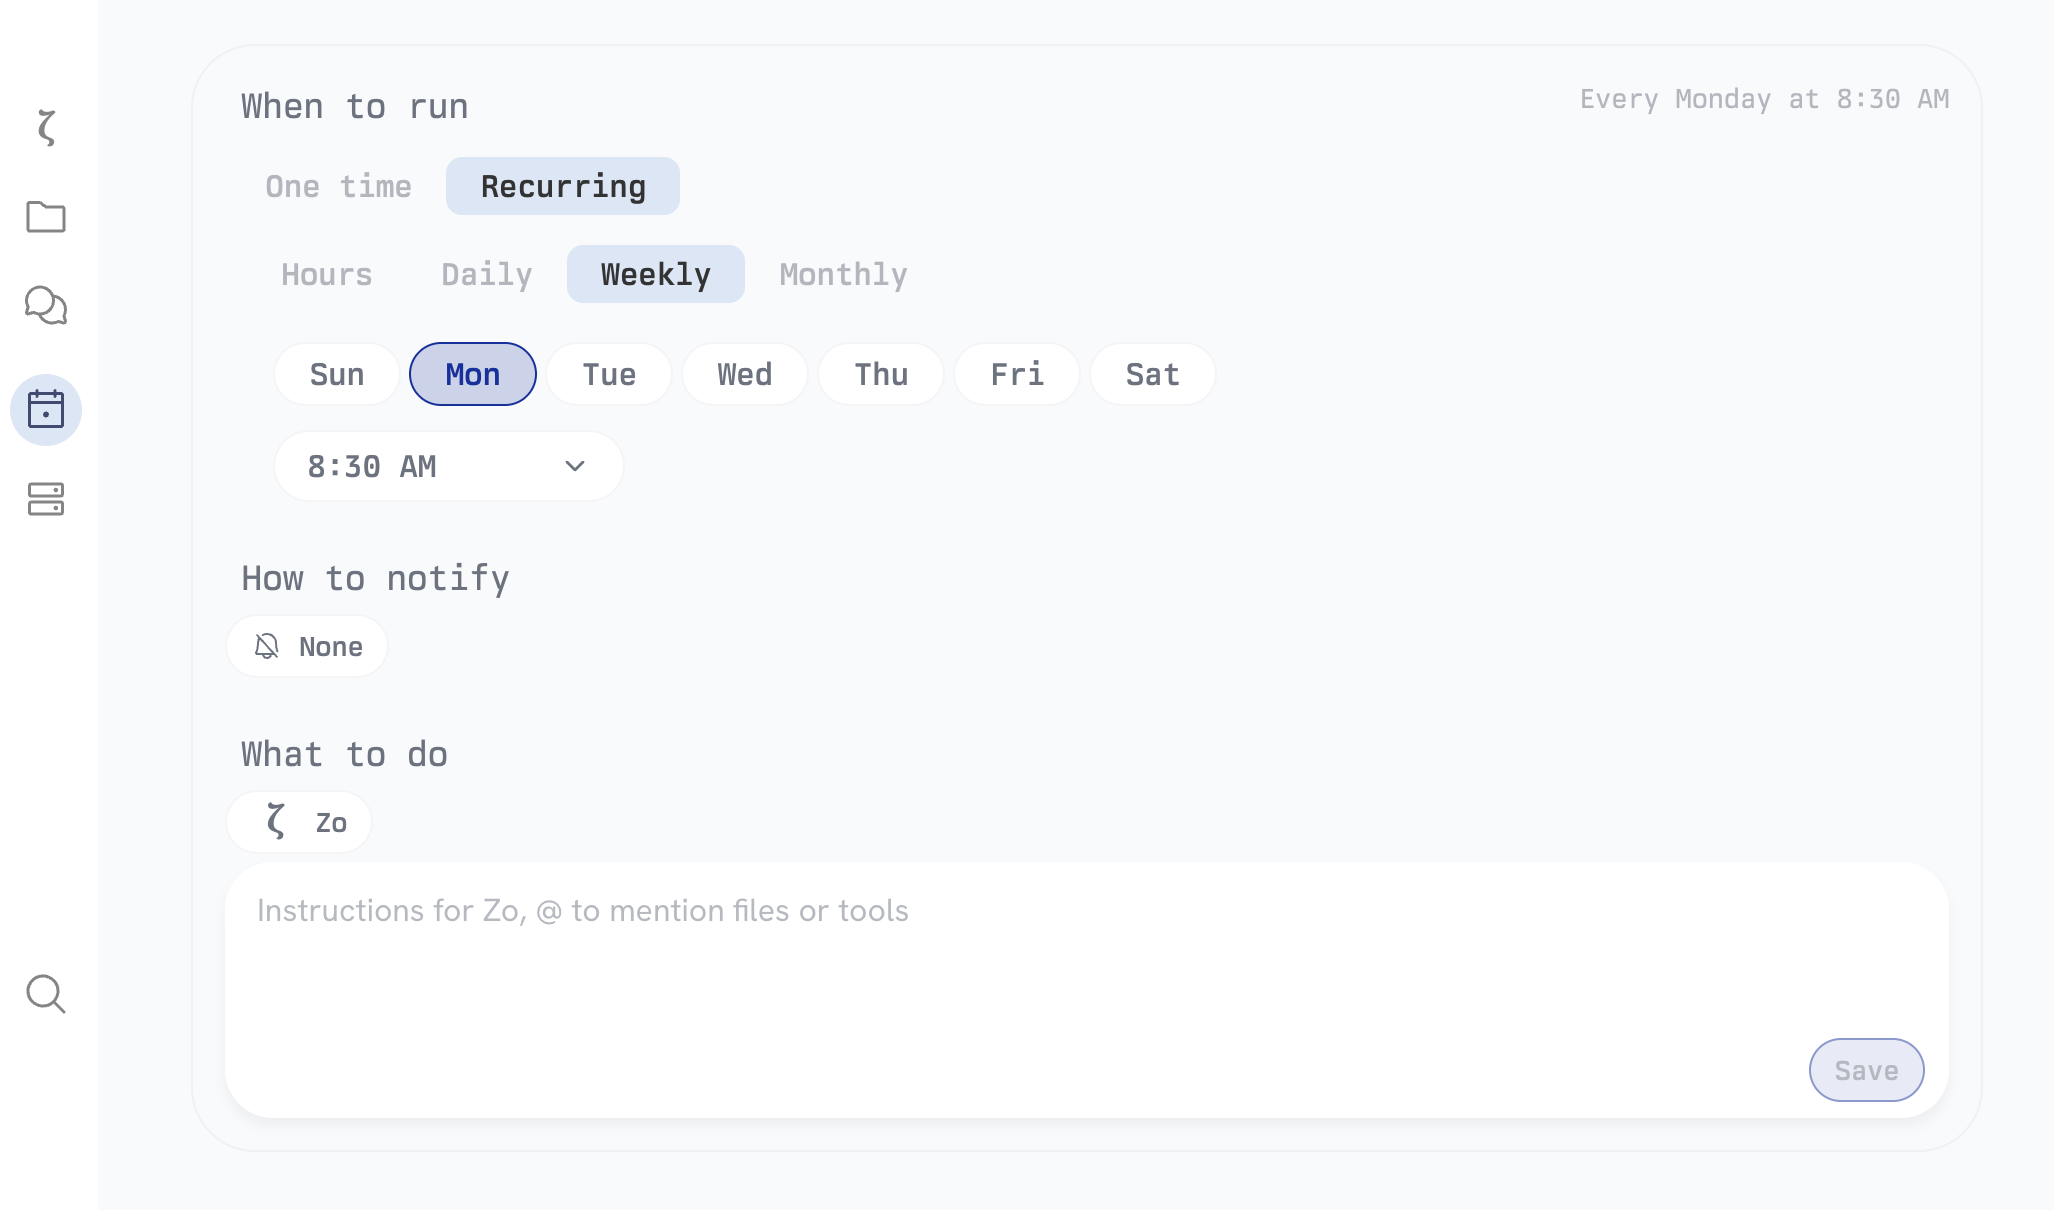 When to run
Every Monday at 8:30 AM
One time Recurring
Hours Daily Weekly Monthly
Sun Mon Tue Wed Thu Fri Sat
8:30 AM
How to notify
None
What to do
ζ Zo
Instructions for Zo, @ to mention files or tools
Save